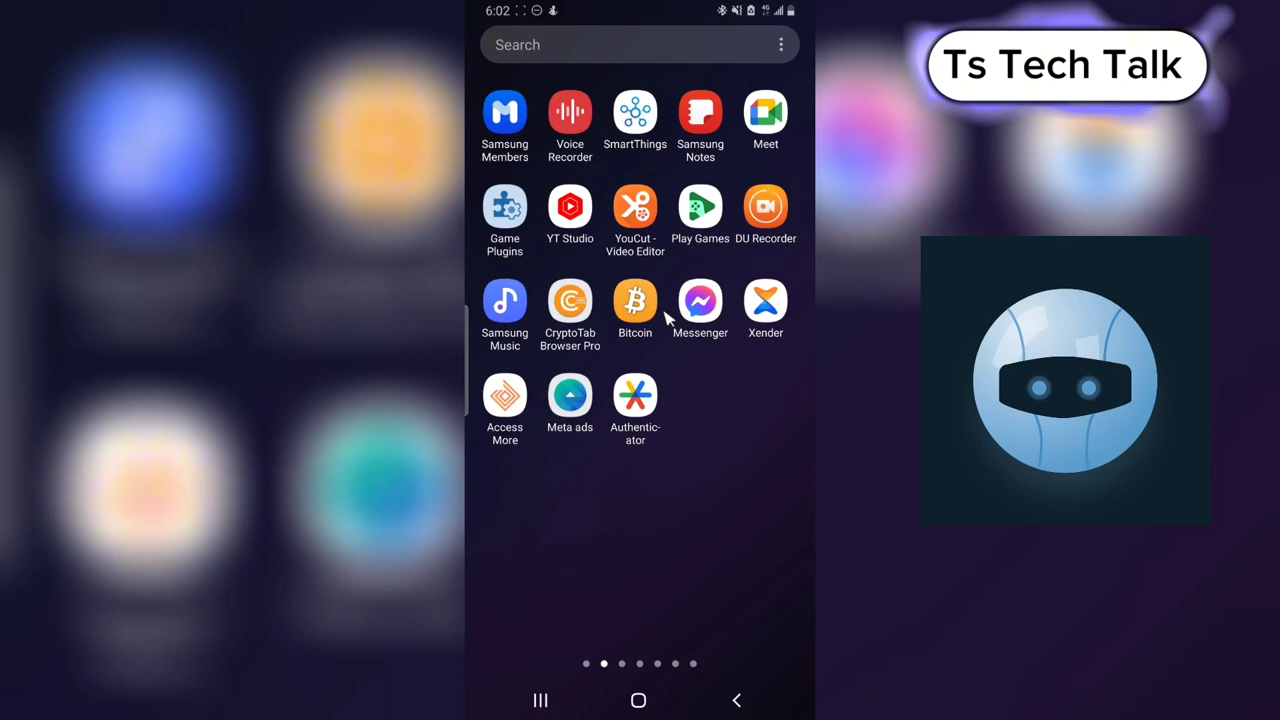 6:02
4G
Search
Ts Tech Talk
Samsung
Members
Voice
Recorder
SmartThings
Samsung
Notes
Meet
Game
Plugins
YT Studio
YouCut -
Video Editor
Play Games
DU Recorder
Samsung
Music
CryptoTab
Browser Pro
Bitcoin
Messenger
Xender
Access
More
Meta ads
Authentic-
ator